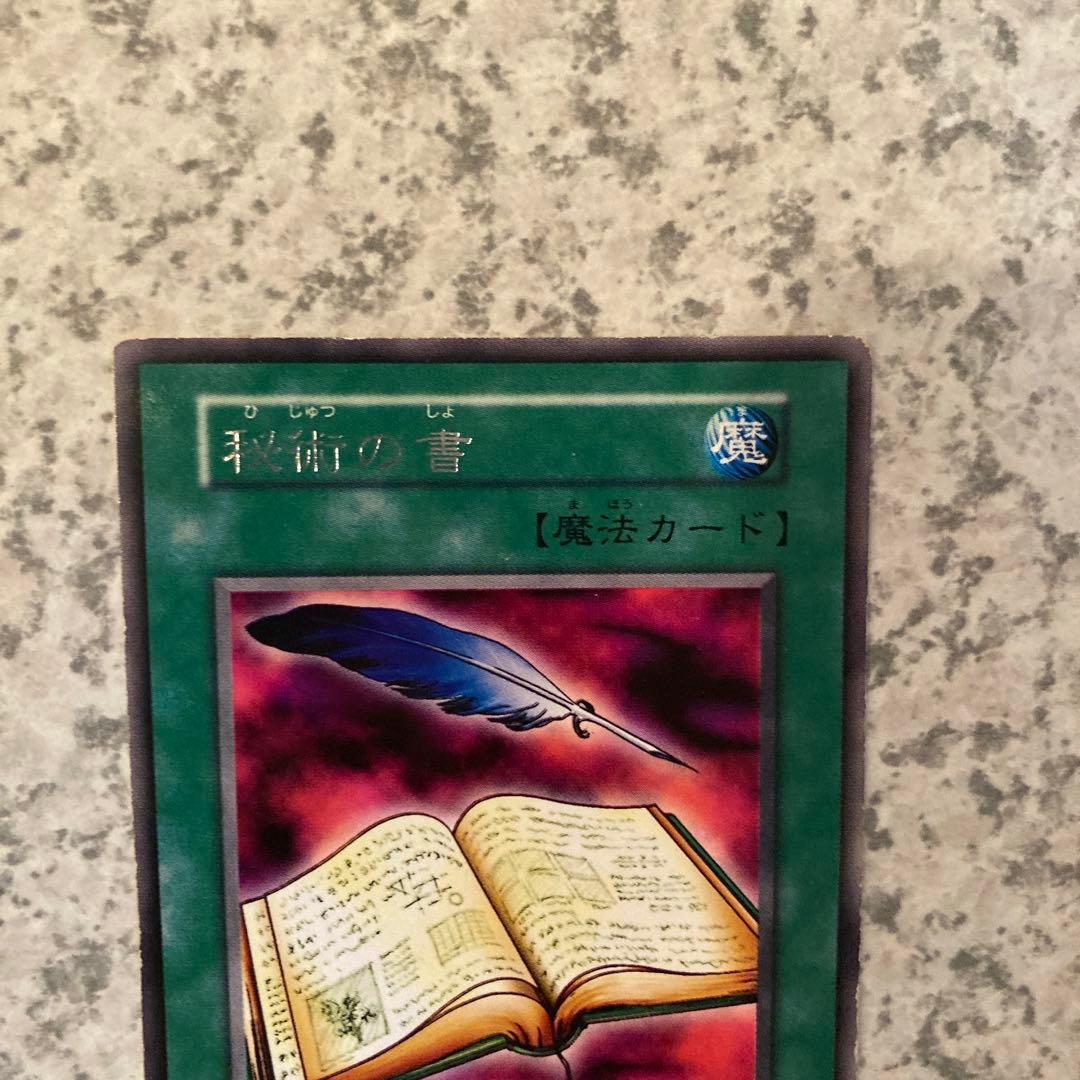 ひ じゅつ しょ
秘術の書
ま
魔
ま ほう
【魔法カード】